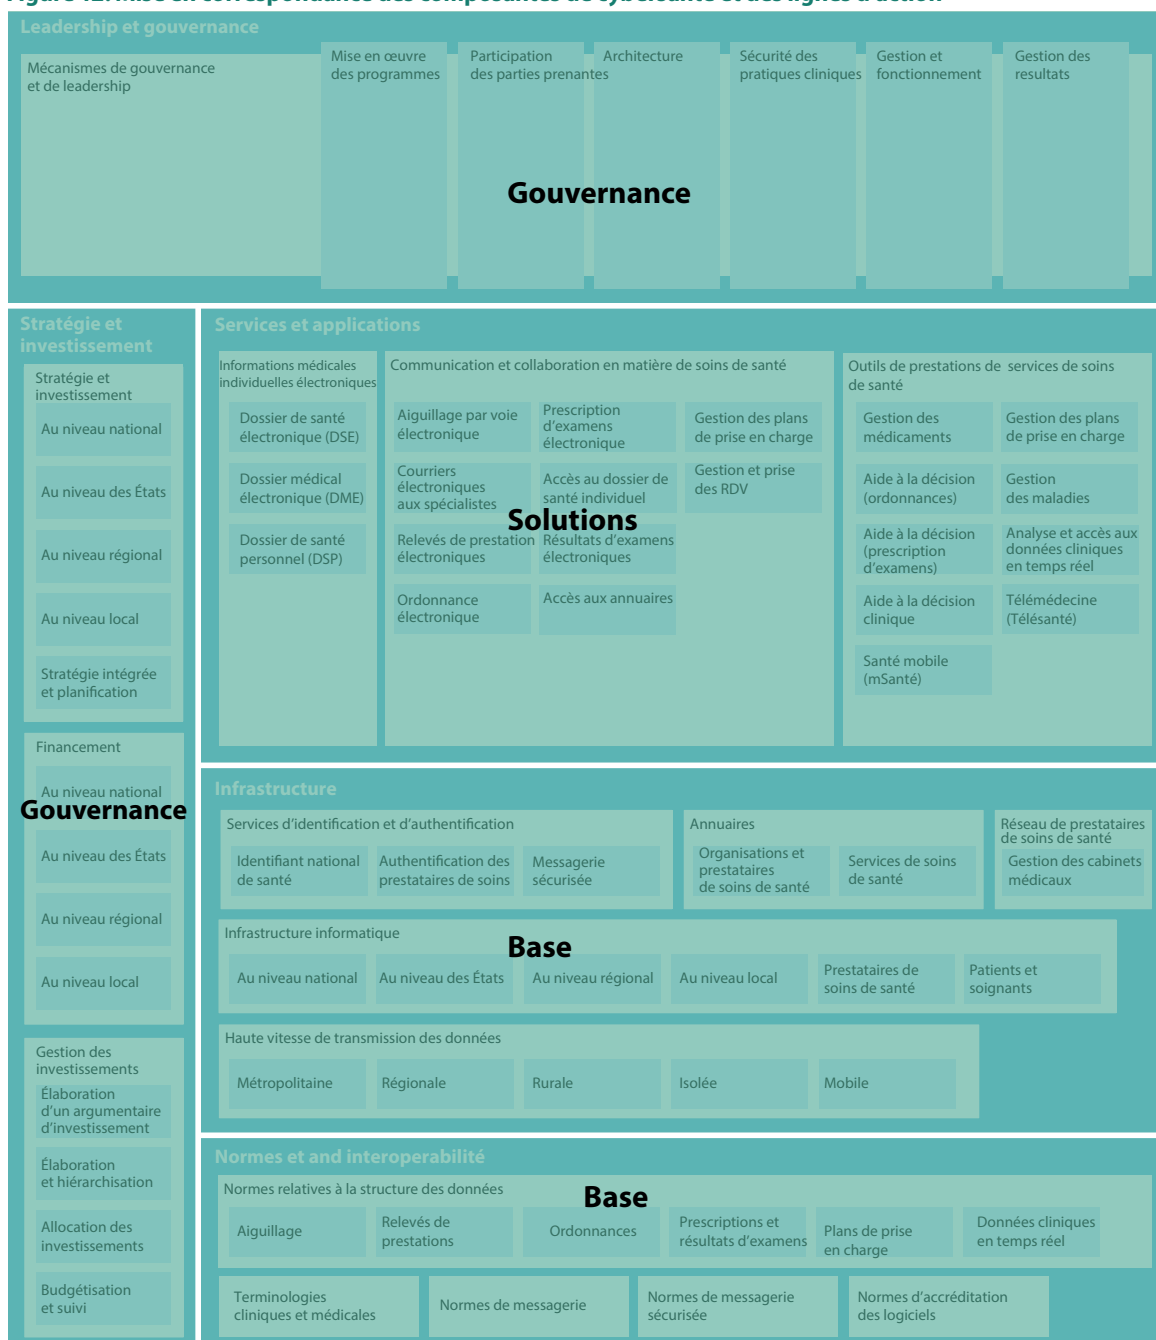 Figure 12. Mise en correspondance des composantes de cybersanté et des lignes d'action
Leadership et gouvernance
Mécanismes de gouvernance
et de leadership
Mise en œuvre
des programmes
Participation
des parties prenantes
Architecture
Sécurité des
pratiques cliniques
Gestion et
fonctionnement
Gestion des
resultats
Gouvernance
Stratégie et
investissement
Stratégie et
investissement
Au niveau national
Au niveau des États
Au niveau régional
Au niveau local
Stratégie intégrée
et planification
Financement
Au niveau national
Gouvernance
Au niveau des États
Au niveau régional
Au niveau local
Gestion des
investissements
Élaboration
d'un argumentaire
d'investissement
Élaboration
et hiérarchisation
Allocation des
investissements
Budgétisation
et suivi
Services et applications
Informations médicales
individuelles électroniques
Dossier de santé
électronique (DSE)
Dossier médical
électronique (DME)
Dossier de santé
personnel (DSP)
Communication et collaboration en matière de soins de santé
Aiguillage par voie
électronique
Prescription
d'examens
électronique
Gestion des plans
de prise en charge
Courriers
électroniques
aux spécialistes
Accès au dossier de
santé individuel
Gestion et prise
des RDV
Solutions
Relevés de prestation
électroniques
Résultats d'examens
électroniques
Ordonnance
électronique
Accès aux annuaires
Outils de prestations de services de soins
de santé
Gestion des
médicaments
Gestion des plans
de prise en charge
Aide à la décision
(ordonnances)
Gestion
des maladies
Aide à la décision
(prescription
d'examens)
Analyse et accès aux
données cliniques
en temps réel
Aide à la décision
clinique
Télémédecine
(Télésanté)
Santé mobile
(mSanté)
Infrastructure
Services d'identification et d'authentification
Identifiant national
de santé
Authentification des
prestataires de soins
Messagerie
sécurisée
Annuaires
Organisations et
prestataires
de soins de santé
Services de soins
de santé
Réseau de prestataires
de soins de santé
Gestion des cabinets
médicaux
Infrastructure informatique
Base
Au niveau national
Au niveau des États
Au niveau régional
Au niveau local
Prestataires de
soins de santé
Patients et
soignants
Haute vitesse de transmission des données
Métropolitaine
Régionale
Rurale
Isolée
Mobile
Normes et and interoperabilité
Normes relatives à la structure des données
Base
Aiguillage
Relevés de
prestations
Ordonnances
Prescriptions et
résultats d'examens
Plans de prise
en charge
Données cliniques
en temps réel
Terminologies
cliniques et médicales
Normes de messagerie
Normes de messagerie
sécurisée
Normes d'accréditation
des logiciels